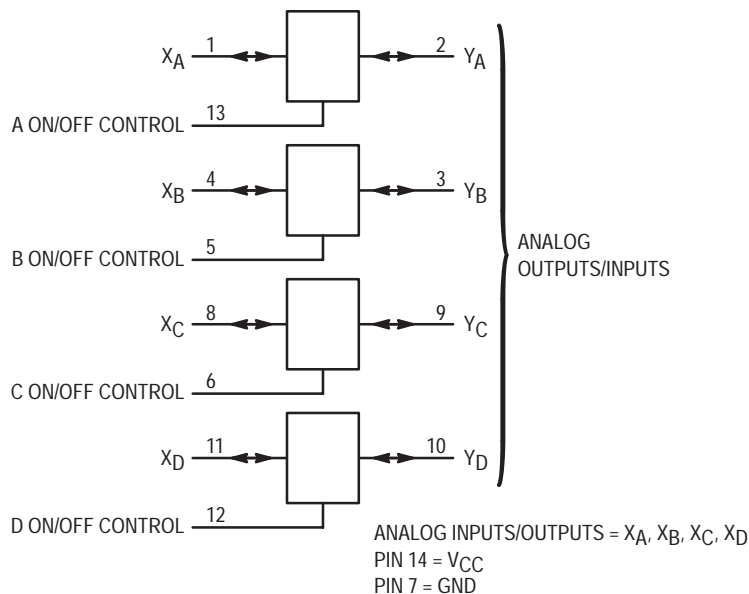 X_A 1 2 Y_A
A ON/OFF CONTROL 13
X_B 4 3 Y_B
B ON/OFF CONTROL 5
X_C 8 9 Y_C
C ON/OFF CONTROL 6
X_D 11 10 Y_D
D ON/OFF CONTROL 12
ANALOG
OUTPUTS/INPUTS
ANALOG INPUTS/OUTPUTS = X_A, X_B, X_C, X_D
PIN 14 = V_CC
PIN 7 = GND